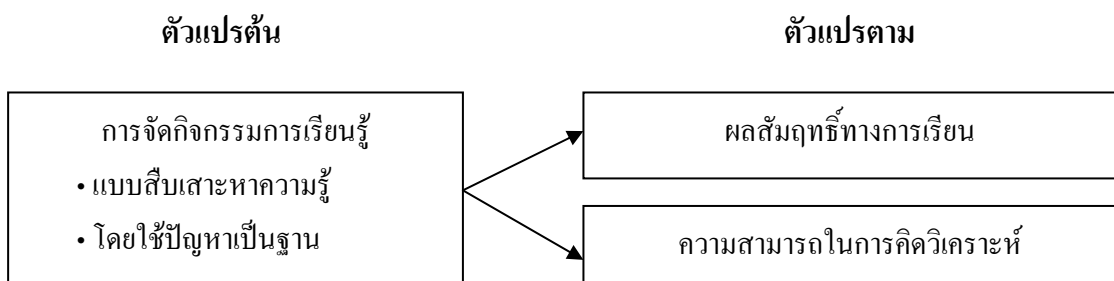 ตัวแปรต้น
ตัวแปรตาม
การจัดกิจกรรมการเรียนรู้
• แบบสืบเสาะหาความรู้
• โดยใช้ปัญหาเป็นฐาน
ผลสัมฤทธิ์ทางการเรียน
ความสามารถในการคิดวิเคราะห์